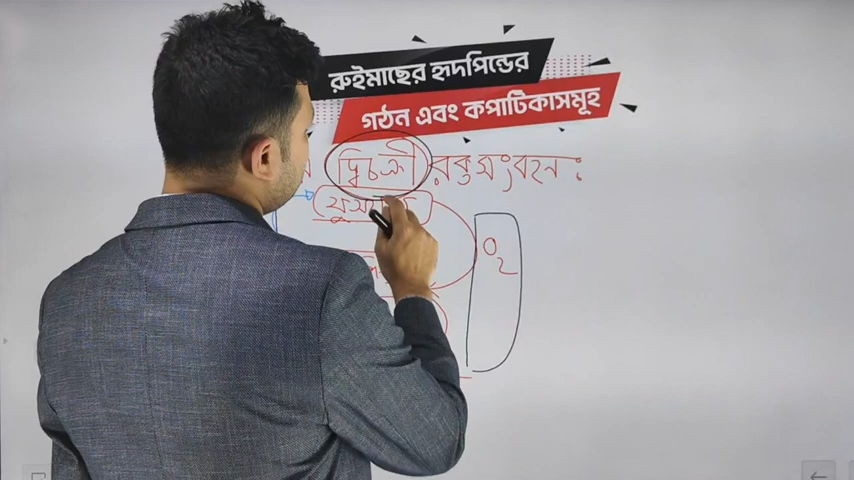 রুইমাছের হৃদপিন্ডের
গঠন এবং কপাটিকাসমূহ
দ্বিচক্রী রক্তসংবহন :
O2